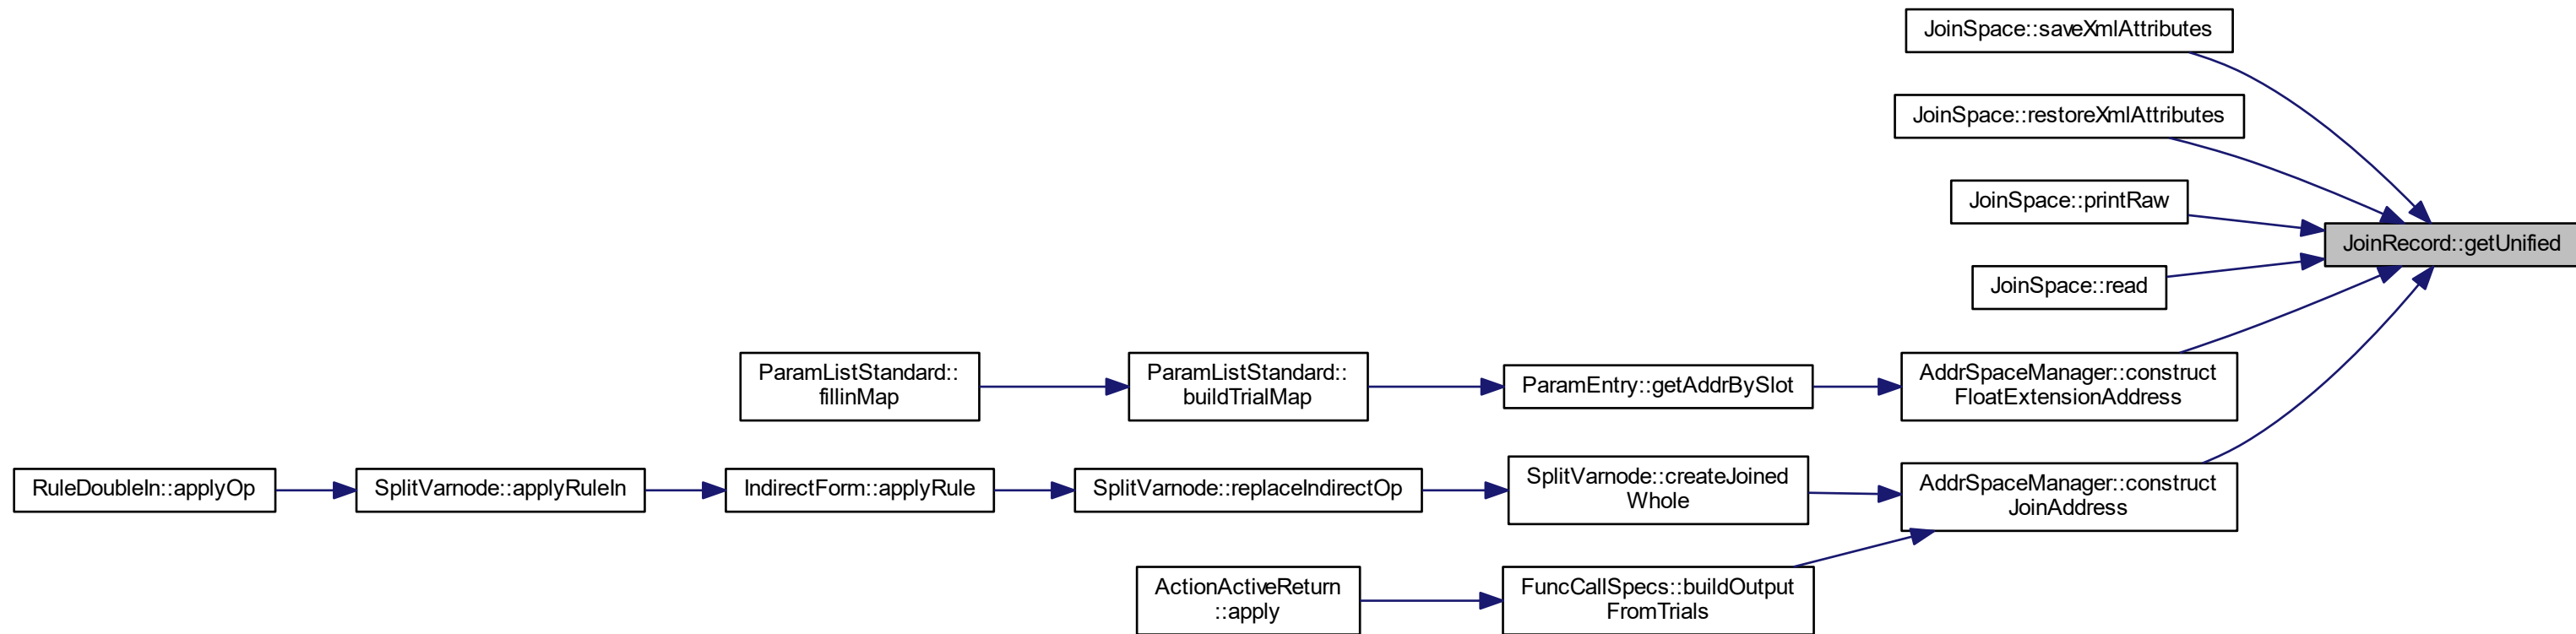 JoinSpace::saveXmlAttributes
JoinSpace::restoreXmlAttributes
JoinSpace::printRaw
JoinRecord::getUnified
JoinSpace::read
ParamListStandard::
fillinMap
ParamListStandard::
buildTrialMap
ParamEntry::getAddrBySlot
AddrSpaceManager::construct
FloatExtensionAddress
RuleDoubleIn::applyOp
SplitVarnode::applyRuleIn
IndirectForm::applyRule
SplitVarnode::replaceIndirectOp
SplitVarnode::createJoined
Whole
AddrSpaceManager::construct
JoinAddress
ActionActiveReturn
::apply
FuncCallSpecs::buildOutput
FromTrials